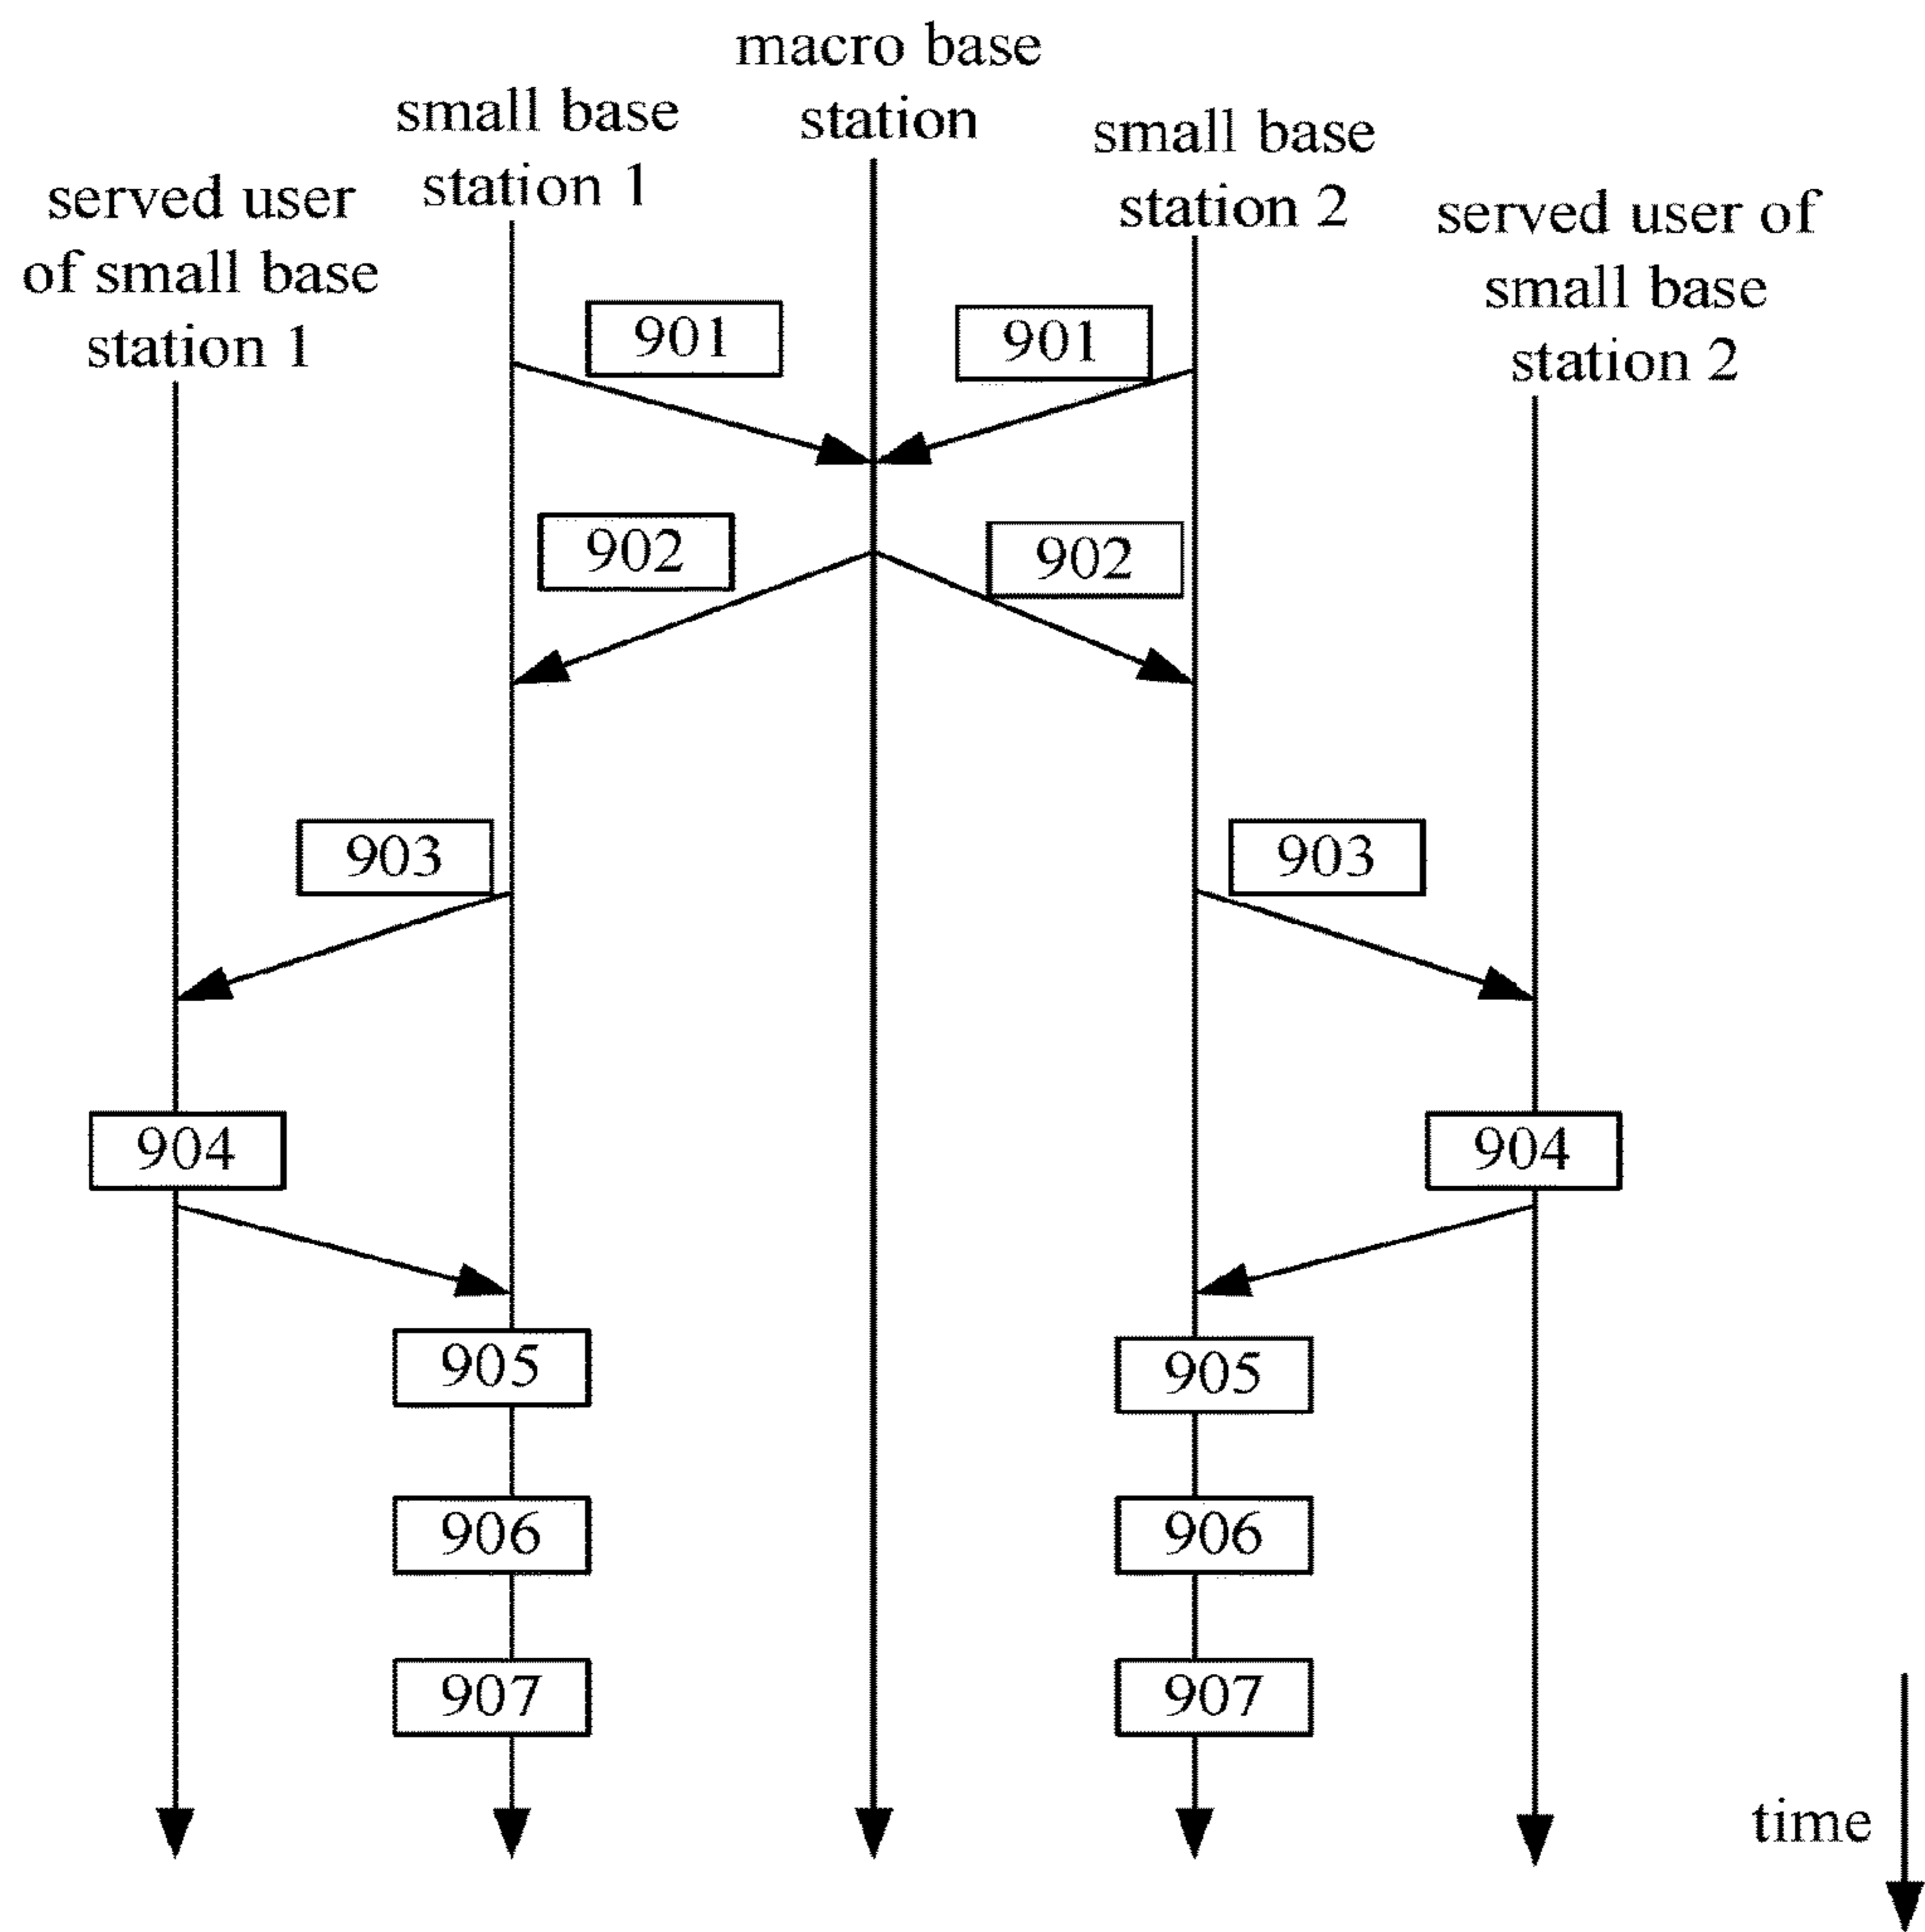 macro base
station
small base
station 1
small base
station 2
served user
of small base
station 1
served user of
small base
station 2
901
901
902
902
903
903
904
904
905
905
906
906
907
907
time